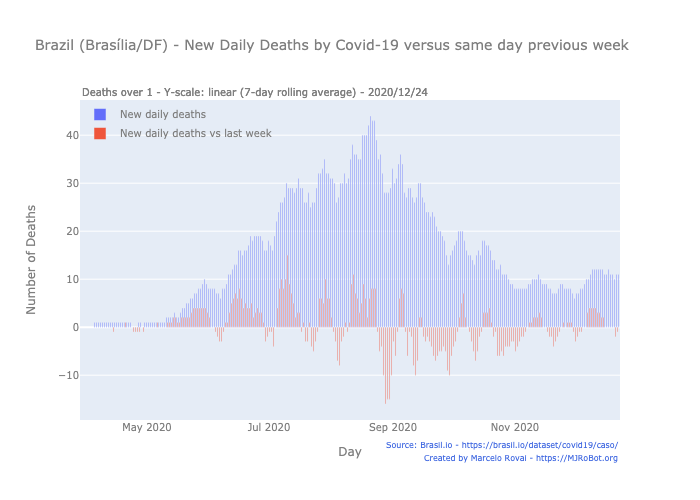 Brazil (Brasília/DF) - New Daily Deaths by Covid-19 versus same day previous week
Deaths over 1 - Y-scale: linear (7-day rolling average) - 2020/12/24
New daily deaths
New daily deaths vs last week
40
30
20
10
0
−10
Number of Deaths
May 2020
Jul 2020
Sep 2020
Nov 2020
Day
Source: Brasil.io - https://brasil.io/dataset/covid19/caso/
Created by Marcelo Rovai - https://MJRoBot.org